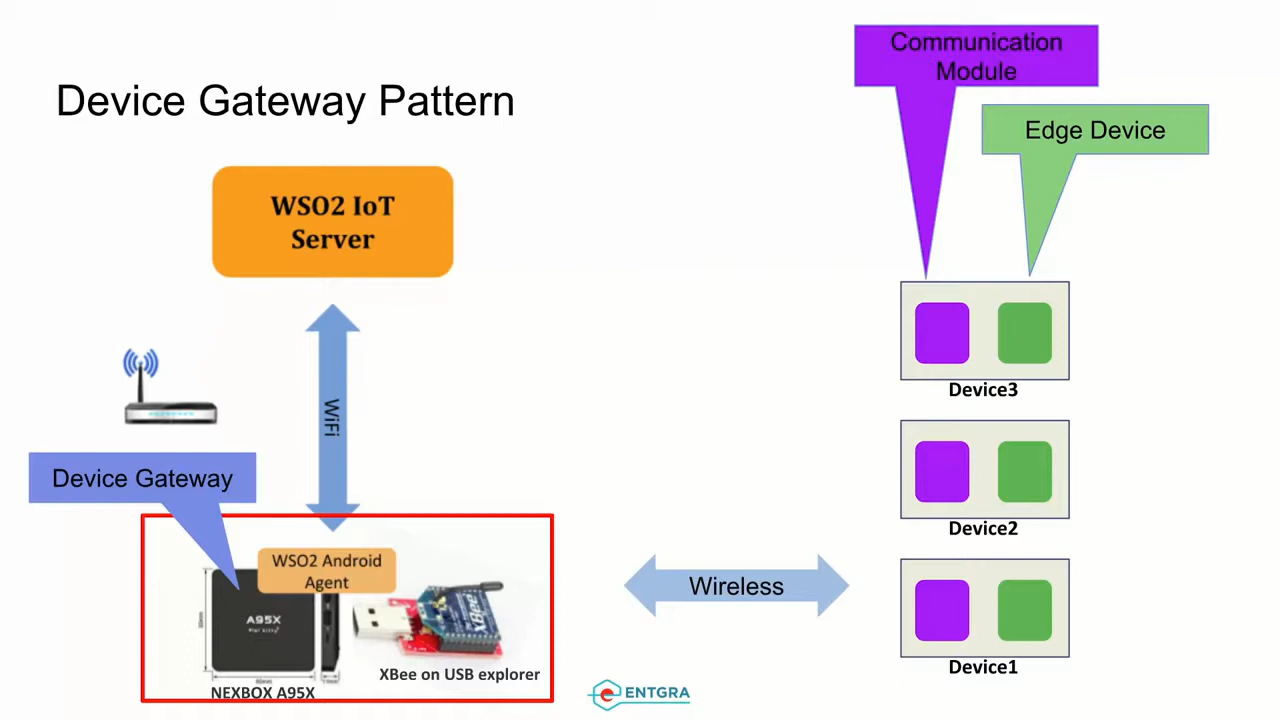 Communication
Module
Device Gateway Pattern
Edge Device
WSO2 IoT
Server
WiFi
Device3
Device Gateway
Device2
WSO2 Android
Agent
Wireless
A95X
XBee
XBee on USB explorer
NEXBOX A95X
Device1
ENTGRA